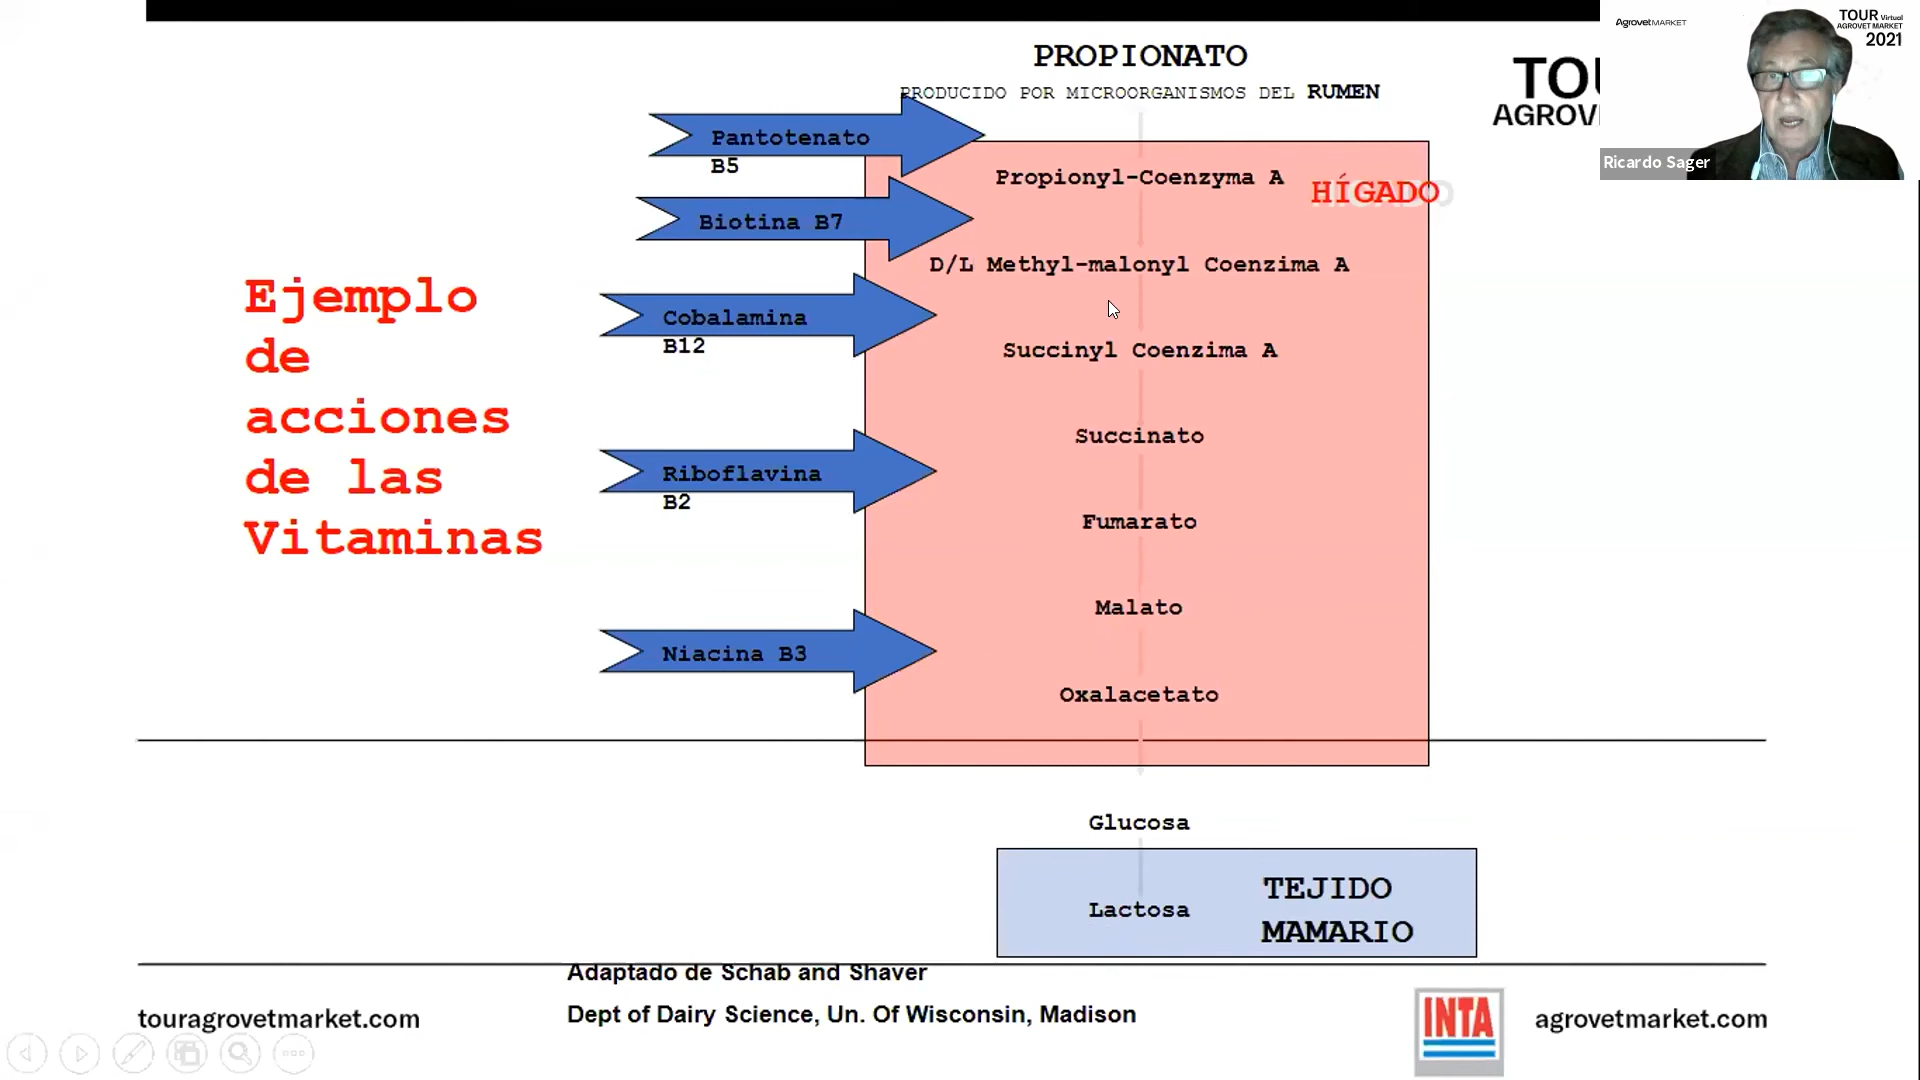 PROPIONATO
PRODUCIDO POR MICROORGANISMOS DEL RUMEN
Pantotenato
B5
Propionyl-Coenzyma A
HÍGADO
Biotina B7
D/L Methyl-malonyl Coenzima A
Cobalamina
B12
Succinyl Coenzima A
Ejemplo
de
acciones
de las
Vitaminas
Succinato
Riboflavina
B2
Fumarato
Malato
Niacina B3
Oxalacetato
Glucosa
Lactosa
TEJIDO
MAMARIO
Adaptado de Schab and Shaver
Dept of Dairy Science, Un. Of Wisconsin, Madison
touragrovetmarket.com
INTA
agrovetmarket.com
AgrovetMARKET
TOUR Virtual
AGROVET MARKET
2021
Ricardo Sager